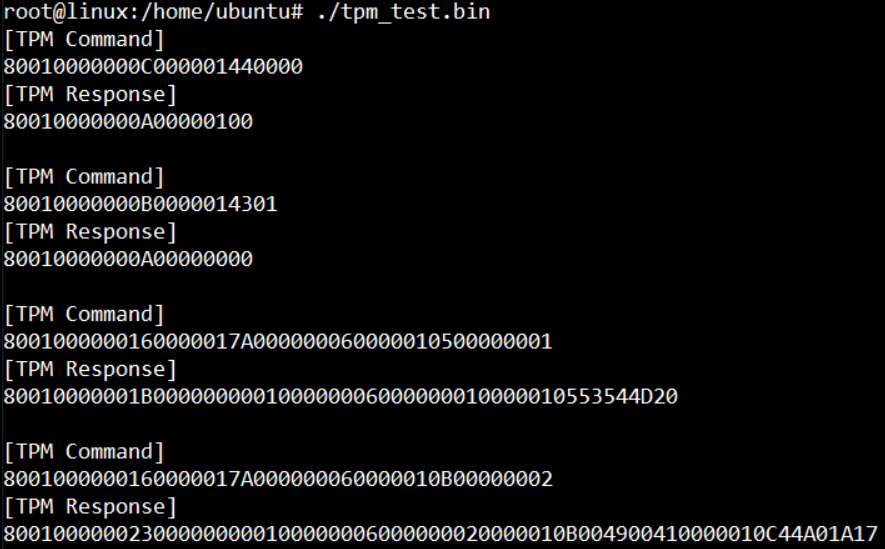 root@linux:/home/ubuntu# ./tpm_test.bin
[TPM Command]
80010000000C000001440000
[TPM Response]
80010000000A00000100
[TPM Command]
80010000000B0000014301
[TPM Response]
80010000000A00000000
[TPM Command]
8001000000160000017A000000060000010500000001
[TPM Response]
80010000001B000000000100000006000000010000010553544D20
[TPM Command]
8001000000160000017A000000060000010B00000002
[TPM Response]
800100000023000000000100000006000000020000010B004900410000010C44A01A17